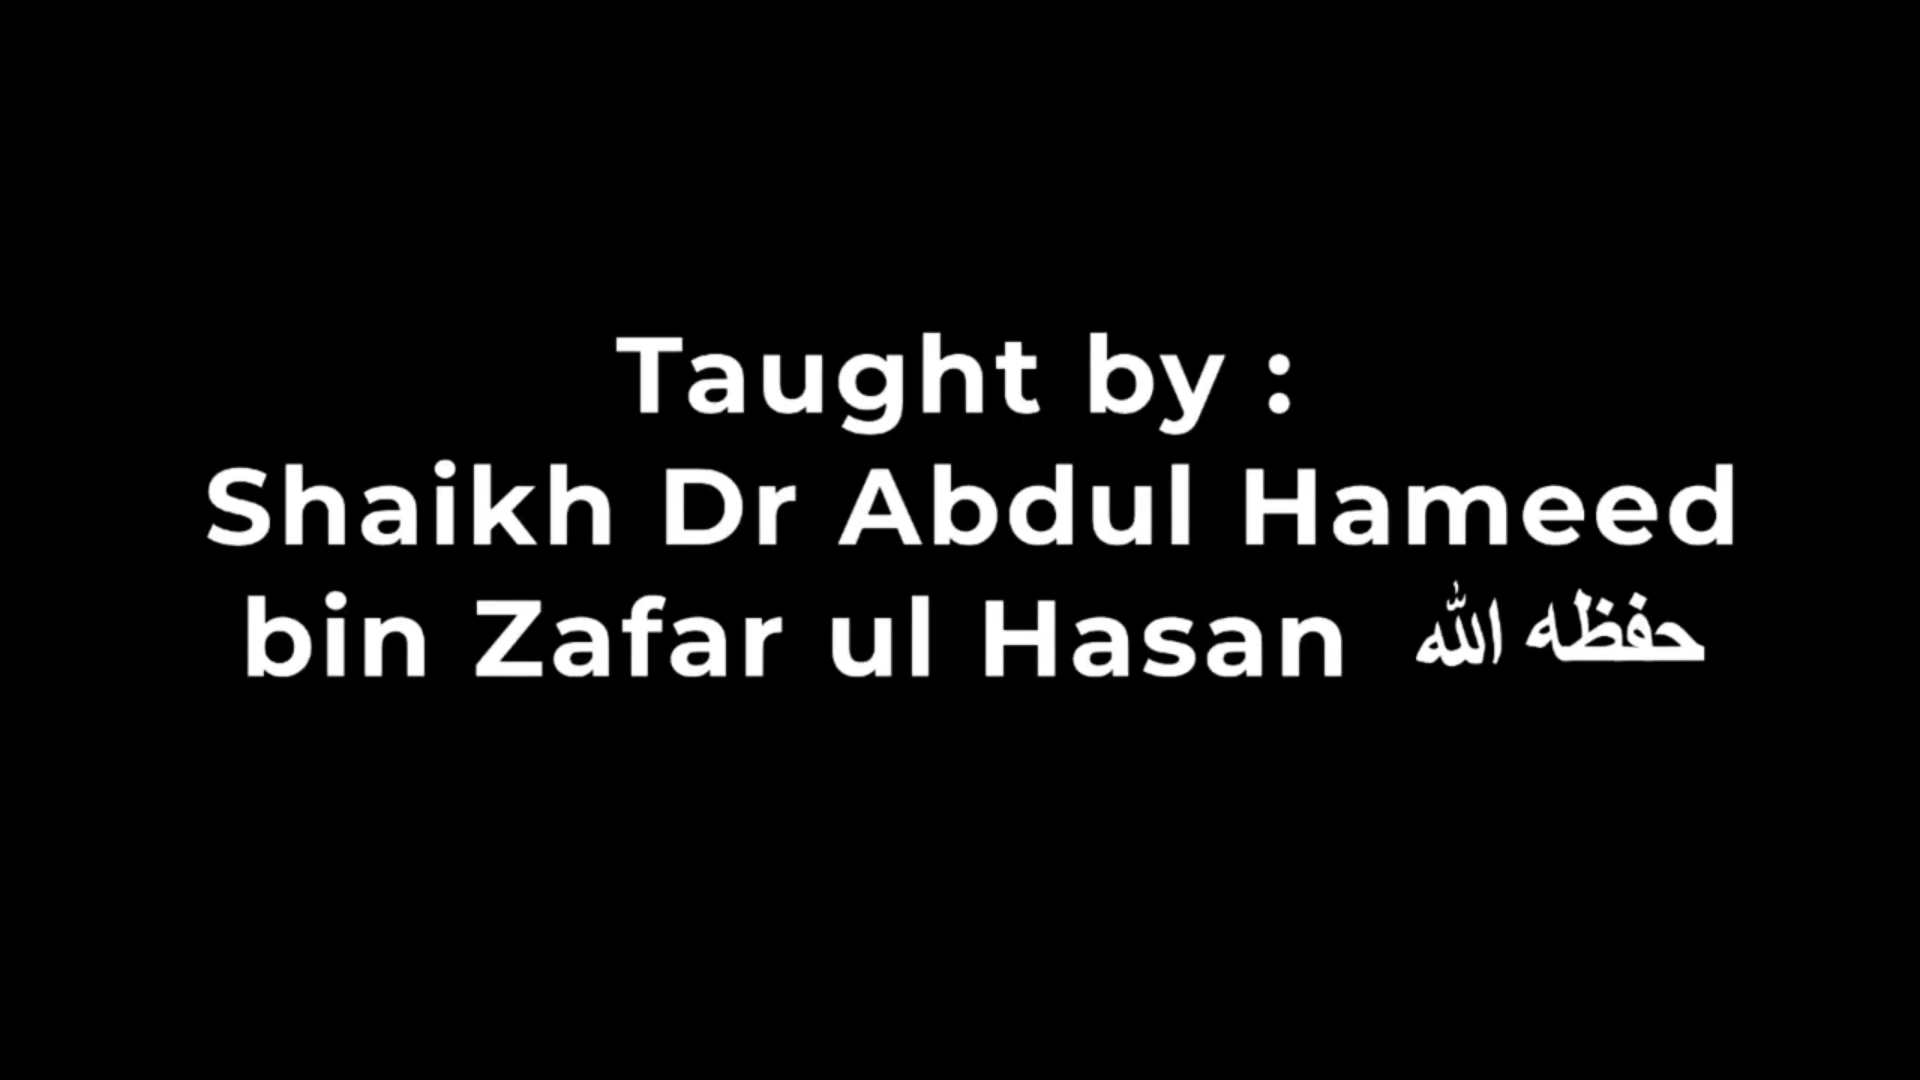 Taught by :
Shaikh Dr Abdul Hameed
bin Zafar ul Hasan حفظه الله